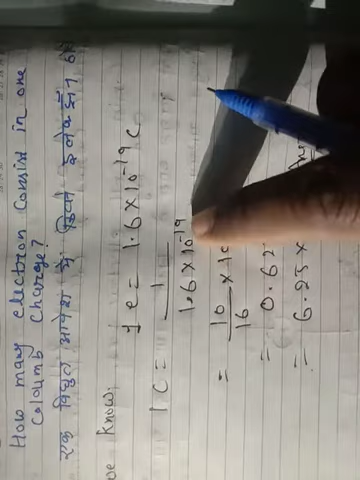 How many electron consist in one
coloumb charge?
एक विद्युत आवेश में कितने इलेक्ट्रॉन
we know,
1 e = 1.6 × 10⁻¹⁹ c
1 C = 1
1.6 × 10⁻¹⁹
= 10 × 10
16
= 0.62
= 6.25 ×